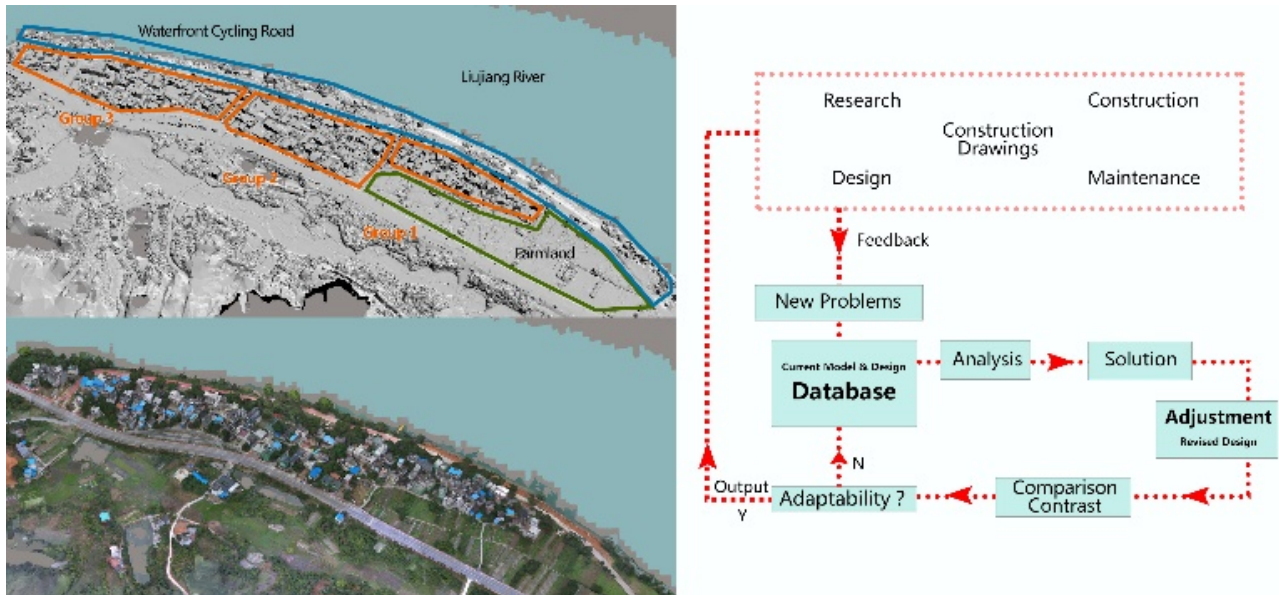 Waterfront Cycling Road
Liujiang River
Group 3
Group 2
Group 1
Farmland
Research
Construction
Construction
Drawings
Design
Maintenance
Feedback
New Problems
Current Model & Design
Database
Analysis
Solution
Adjustment
Revised Design
N
Output
Y
Adaptability ?
Comparison
Contrast